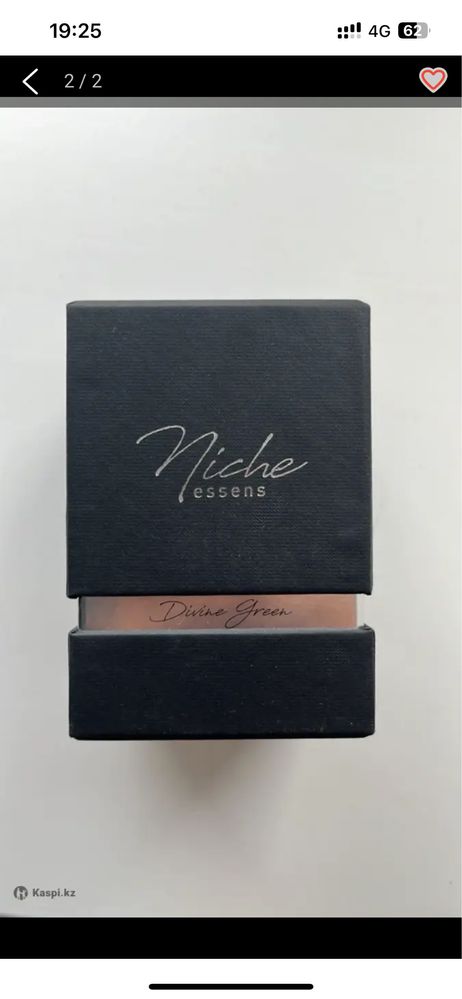 19:25
4G
62
2 / 2
Niche
essens
Divine Green
Kaspi.kz